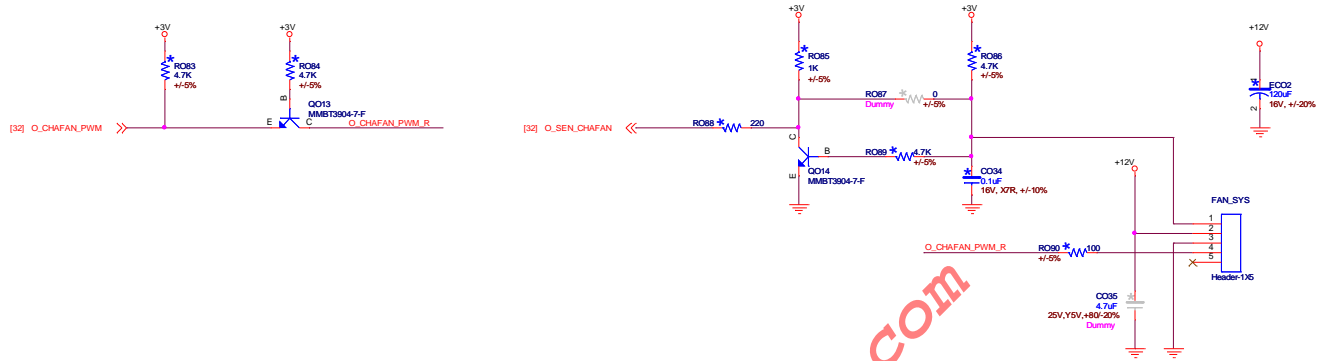 +3V
+3V
+3V
+3V
+12V
RO83
4.7K
+/-5%
RO84
4.7K
+/-5%
RO85
1K
+/-5%
RO86
4.7K
+/-5%
1
ECO2
120uF
16V, +/-20%
2
B
QO13
MMBT3904-7-F
E
C
RO87
Dummy
0
+/-5%
[32] O_CHAFAN_PWM
O_CHAFAN_PWM_R
[32] O_SEN_CHAFAN
RO88
220
C
B
E
RO89
4.7K
+/-5%
QO14
MMBT3904-7-F
CO34
0.1uF
16V, X7R, +/-10%
+12V
FAN_SYS
1
2
3
4
5
Header-1X5
O_CHAFAN_PWM_R
RO90
100
+/-5%
CO35
4.7uF
25V,Y5V,+80/-20%
Dummy
com